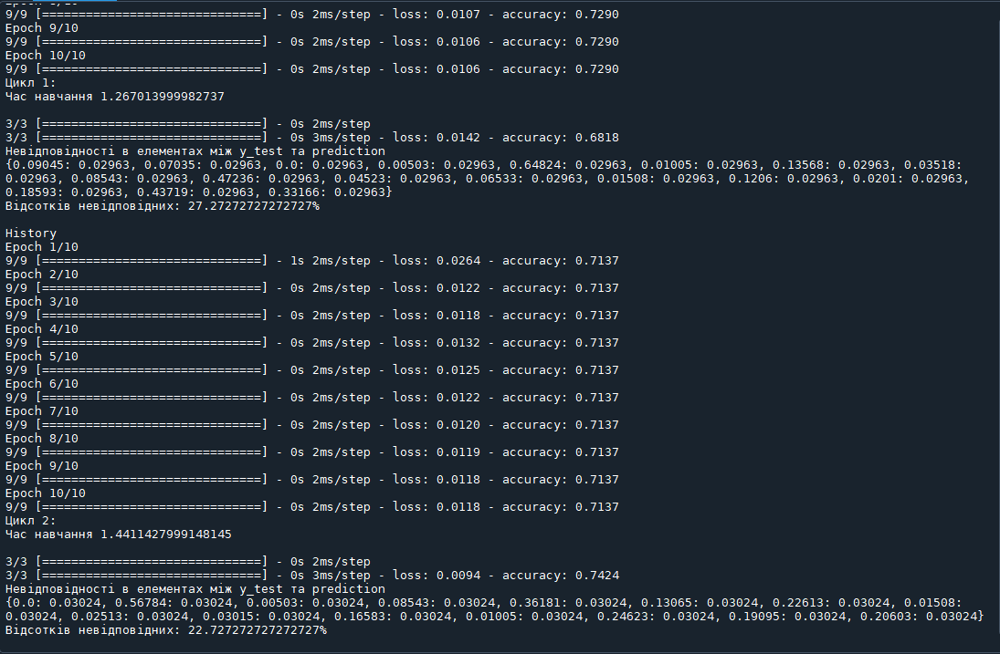 9/9 [==============================] - 0s 2ms/step - loss: 0.0107 - accuracy: 0.7290
Epoch 9/10
9/9 [==============================] - 0s 2ms/step - loss: 0.0106 - accuracy: 0.7290
Epoch 10/10
9/9 [==============================] - 0s 2ms/step - loss: 0.0106 - accuracy: 0.7290
Цикл 1:
Час навчання 1.267013999982737
3/3 [==============================] - 0s 2ms/step
3/3 [==============================] - 0s 3ms/step - loss: 0.0142 - accuracy: 0.6818
Невідповідності в елементах між y_test та prediction
{0.09045: 0.02963, 0.07035: 0.02963, 0.0: 0.02963, 0.00503: 0.02963, 0.64824: 0.02963, 0.01005: 0.02963, 0.13568: 0.02963, 0.03518:
0.02963, 0.08543: 0.02963, 0.47236: 0.02963, 0.04523: 0.02963, 0.06533: 0.02963, 0.01508: 0.02963, 0.1206: 0.02963, 0.0201: 0.02963,
0.18593: 0.02963, 0.43719: 0.02963, 0.33166: 0.02963}
Відсотків невідповідних: 27.27272727272727%
History
Epoch 1/10
9/9 [==============================] - 1s 2ms/step - loss: 0.0264 - accuracy: 0.7137
Epoch 2/10
9/9 [==============================] - 0s 2ms/step - loss: 0.0122 - accuracy: 0.7137
Epoch 3/10
9/9 [==============================] - 0s 2ms/step - loss: 0.0118 - accuracy: 0.7137
Epoch 4/10
9/9 [==============================] - 0s 2ms/step - loss: 0.0132 - accuracy: 0.7137
Epoch 5/10
9/9 [==============================] - 0s 2ms/step - loss: 0.0125 - accuracy: 0.7137
Epoch 6/10
9/9 [==============================] - 0s 2ms/step - loss: 0.0122 - accuracy: 0.7137
Epoch 7/10
9/9 [==============================] - 0s 2ms/step - loss: 0.0120 - accuracy: 0.7137
Epoch 8/10
9/9 [==============================] - 0s 2ms/step - loss: 0.0119 - accuracy: 0.7137
Epoch 9/10
9/9 [==============================] - 0s 2ms/step - loss: 0.0118 - accuracy: 0.7137
Epoch 10/10
9/9 [==============================] - 0s 2ms/step - loss: 0.0118 - accuracy: 0.7137
Цикл 2:
Час навчання 1.4411427999148145
3/3 [==============================] - 0s 2ms/step
3/3 [==============================] - 0s 3ms/step - loss: 0.0094 - accuracy: 0.7424
Невідповідності в елементах між y_test та prediction
{0.0: 0.03024, 0.56784: 0.03024, 0.00503: 0.03024, 0.08543: 0.03024, 0.36181: 0.03024, 0.13065: 0.03024, 0.22613: 0.03024, 0.01508:
0.03024, 0.02513: 0.03024, 0.03015: 0.03024, 0.16583: 0.03024, 0.01005: 0.03024, 0.24623: 0.03024, 0.19095: 0.03024, 0.20603: 0.03024}
Відсотків невідповідних: 22.727272727272727%